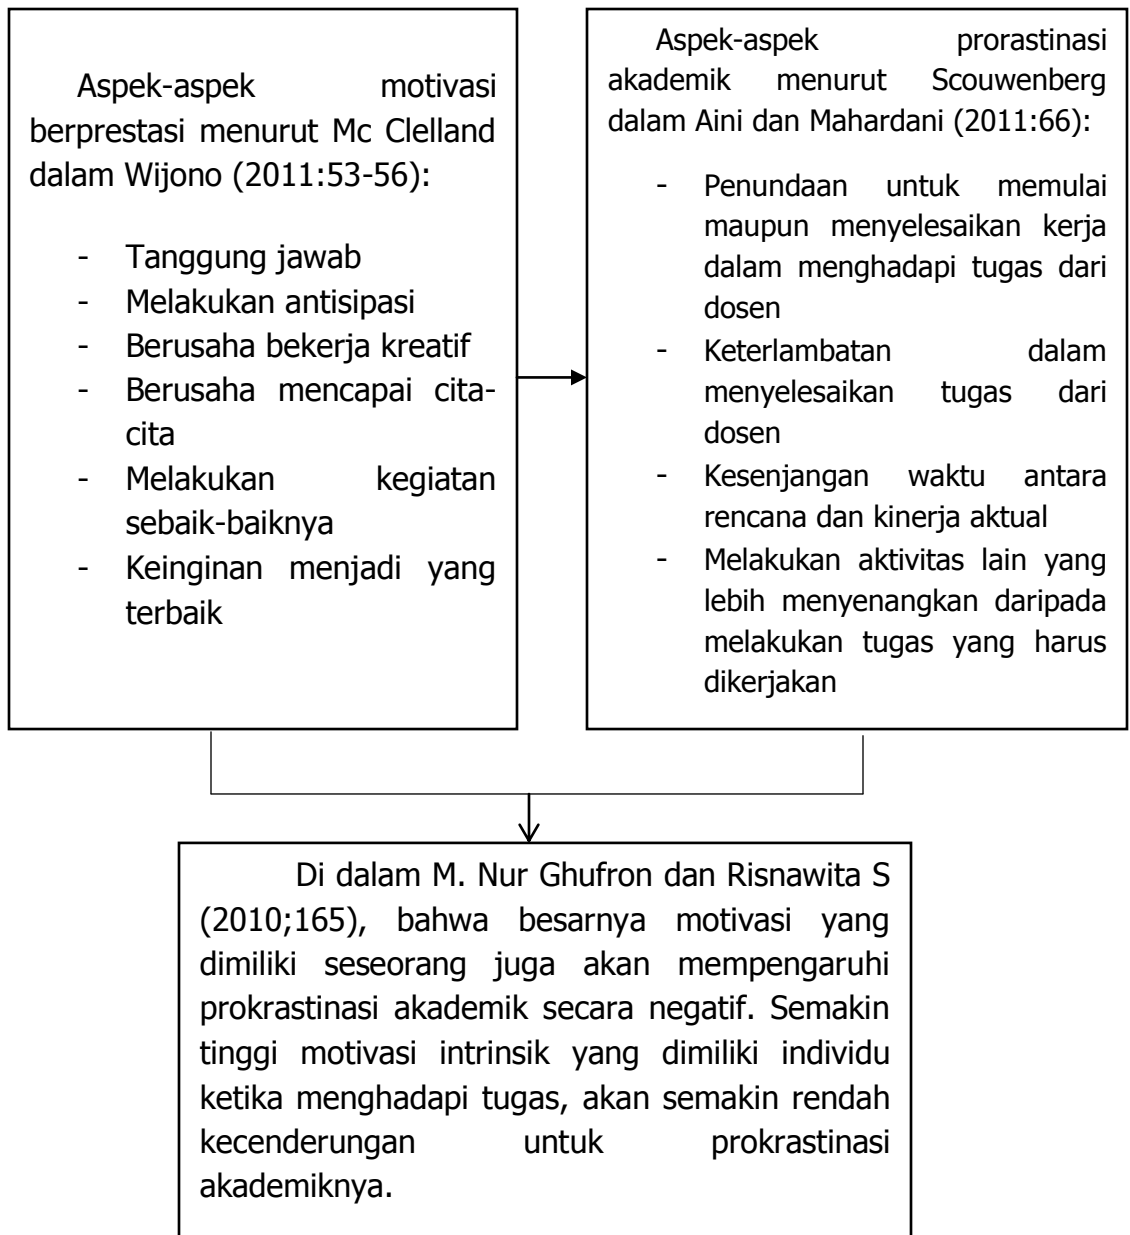 Aspek-aspek motivasi
berprestasi menurut Mc Clelland
dalam Wijono (2011:53-56):
- Tanggung jawab
- Melakukan antisipasi
- Berusaha bekerja kreatif
- Berusaha mencapai cita-
cita
- Melakukan kegiatan
sebaik-baiknya
- Keinginan menjadi yang
terbaik
Aspek-aspek prorastinasi
akademik menurut Scouwenberg
dalam Aini dan Mahardani (2011:66):
- Penundaan untuk memulai
maupun menyelesaikan kerja
dalam menghadapi tugas dari
dosen
- Keterlambatan dalam
menyelesaikan tugas dari
dosen
- Kesenjangan waktu antara
rencana dan kinerja aktual
- Melakukan aktivitas lain yang
lebih menyenangkan daripada
melakukan tugas yang harus
dikerjakan
Di dalam M. Nur Ghufron dan Risnawita S
(2010;165), bahwa besarnya motivasi yang
dimiliki seseorang juga akan mempengaruhi
prokrastinasi akademik secara negatif. Semakin
tinggi motivasi intrinsik yang dimiliki individu
ketika menghadapi tugas, akan semakin rendah
kecenderungan untuk prokrastinasi
akademiknya.